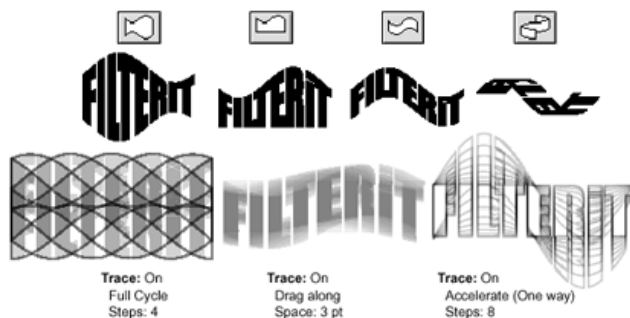 FILTERiT FILTERiT FILTERiT FILTERiT
FILTERiT FILTERiT FILTERiT
Trace: On Trace: On Trace: On
Full Cycle Drag along Accelerate (One way)
Steps: 4 Space: 3 pt Steps: 8